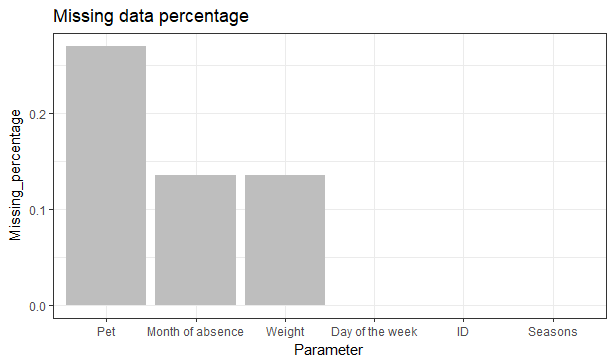 Missing data percentage
Missing_percentage
0.2
0.1
0.0
Pet Month of absence Weight Day of the week ID Seasons
Parameter